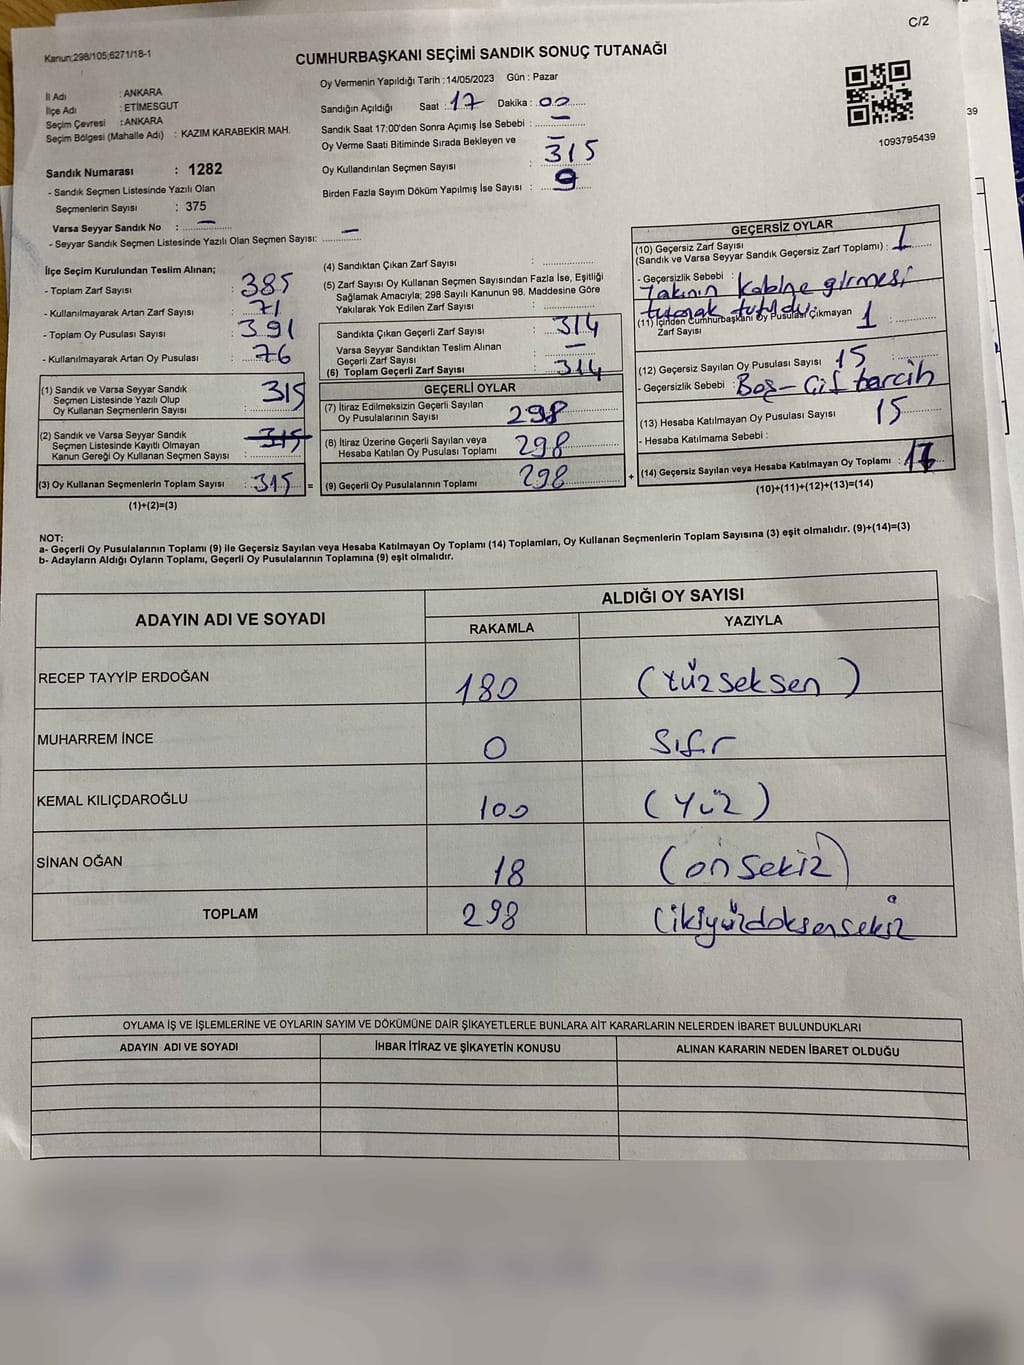 C/2
Kanun;298/105;6271/18-1
CUMHURBAŞKANI SEÇİMİ SANDIK SONUÇ TUTANAĞI
Oy Vermenin Yapıldığı Tarih : 14/05/2023 Gün : Pazar
İl Adı : ANKARA
İlçe Adı : ETİMESGUT
Seçim Çevresi : ANKARA
Seçim Bölgesi (Mahalle Adı) : KAZIM KARABEKİR MAH.
Sandığın Açıldığı Saat : 17 Dakika : 00
Sandık Saat 17:00'den Sonra Açımış İse Sebebi : —
Oy Verme Saati Bitiminde Sırada Bekleyen ve
Oy Kullandırılan Seçmen Sayısı : 315
Birden Fazla Sayım Döküm Yapılmış İse Sayısı : 9
39
1093795439
Sandık Numarası : 1282
- Sandık Seçmen Listesinde Yazılı Olan
Seçmenlerin Sayısı : 375
Varsa Seyyar Sandık No : —
- Seyyar Sandık Seçmen Listesinde Yazılı Olan Seçmen Sayısı: —
İlçe Seçim Kurulundan Teslim Alınan;
- Toplam Zarf Sayısı : 385
- Kullanılmayarak Artan Zarf Sayısı : 71
- Toplam Oy Pusulası Sayısı : 391
- Kullanılmayarak Artan Oy Pusulası : 76
(1) Sandık ve Varsa Seyyar Sandık
Seçmen Listesinde Yazılı Olup
Oy Kullanan Seçmenlerin Sayısı : 315
(2) Sandık ve Varsa Seyyar Sandık
Seçmen Listesinde Kayıtlı Olmayan
Kanun Gereği Oy Kullanan Seçmen Sayısı : 315
(3) Oy Kullanan Seçmenlerin Toplam Sayısı : 315 =
(1)+(2)=(3)
(4) Sandıktan Çıkan Zarf Sayısı :
(5) Zarf Sayısı Oy Kullanan Seçmen Sayısından Fazla İse, Eşitliği
Sağlamak Amacıyla; 298 Sayılı Kanunun 98. Maddesine Göre
Yakılarak Yok Edilen Zarf Sayısı :
Sandıkta Çıkan Geçerli Zarf Sayısı : 314
Varsa Seyyar Sandıktan Teslim Alınan
Geçerli Zarf Sayısı : —
(6) Toplam Geçerli Zarf Sayısı : 314
GEÇERLİ OYLAR
(7) İtiraz Edilmeksizin Geçerli Sayılan
Oy Pusulalarının Sayısı : 298
(8) İtiraz Üzerine Geçerli Sayılan veya
Hesaba Katılan Oy Pusulası Toplamı : 298
(9) Geçerli Oy Pusulalarının Toplamı : 298 +
GEÇERSİZ OYLAR
(10) Geçersiz Zarf Sayısı
(Sandık ve Varsa Seyyar Sandık Geçersiz Zarf Toplamı) : 1
- Geçersizlik Sebebi : kabine girmesi
tutanak tutuldu.
(11) İçinden Cumhurbaşkanı Oy Pusulası Çıkmayan
Zarf Sayısı : 1
(12) Geçersiz Sayılan Oy Pusulası Sayısı : 15
- Geçersizlik Sebebi : Boş - Çif tercih
(13) Hesaba Katılmayan Oy Pusulası Sayısı : 15
- Hesaba Katılmama Sebebi :
(14) Geçersiz Sayılan veya Hesaba Katılmayan Oy Toplamı : 17
(10)+(11)+(12)+(13)=(14)
NOT:
a- Geçerli Oy Pusulalarının Toplamı (9) ile Geçersiz Sayılan veya Hesaba Katılmayan Oy Toplamı (14) Toplamları, Oy Kullanan Seçmenlerin Toplam Sayısına (3) eşit olmalıdır. (9)+(14)=(3)
b- Adayların Aldığı Oyların Toplamı, Geçerli Oy Pusulalarının Toplamına (9) eşit olmalıdır.
ADAYIN ADI VE SOYADI ALDIĞI OY SAYISI
RAKAMLA YAZIYLA
RECEP TAYYİP ERDOĞAN 180 (Yüzseksen)
MUHARREM İNCE 0 Sıfır
KEMAL KILIÇDAROĞLU 100 (Yüz)
SİNAN OĞAN 18 (on sekiz)
TOPLAM 298 (ikiyüzdoksansekiz
OYLAMA İŞ VE İŞLEMLERİNE VE OYLARIN SAYIM VE DÖKÜMÜNE DAİR ŞİKAYETLERLE BUNLARA AİT KARARLARIN NELERDEN İBARET BULUNDUKLARI
ADAYIN ADI VE SOYADI İHBAR İTİRAZ VE ŞİKAYETİN KONUSU ALINAN KARARIN NEDEN İBARET OLDUĞU